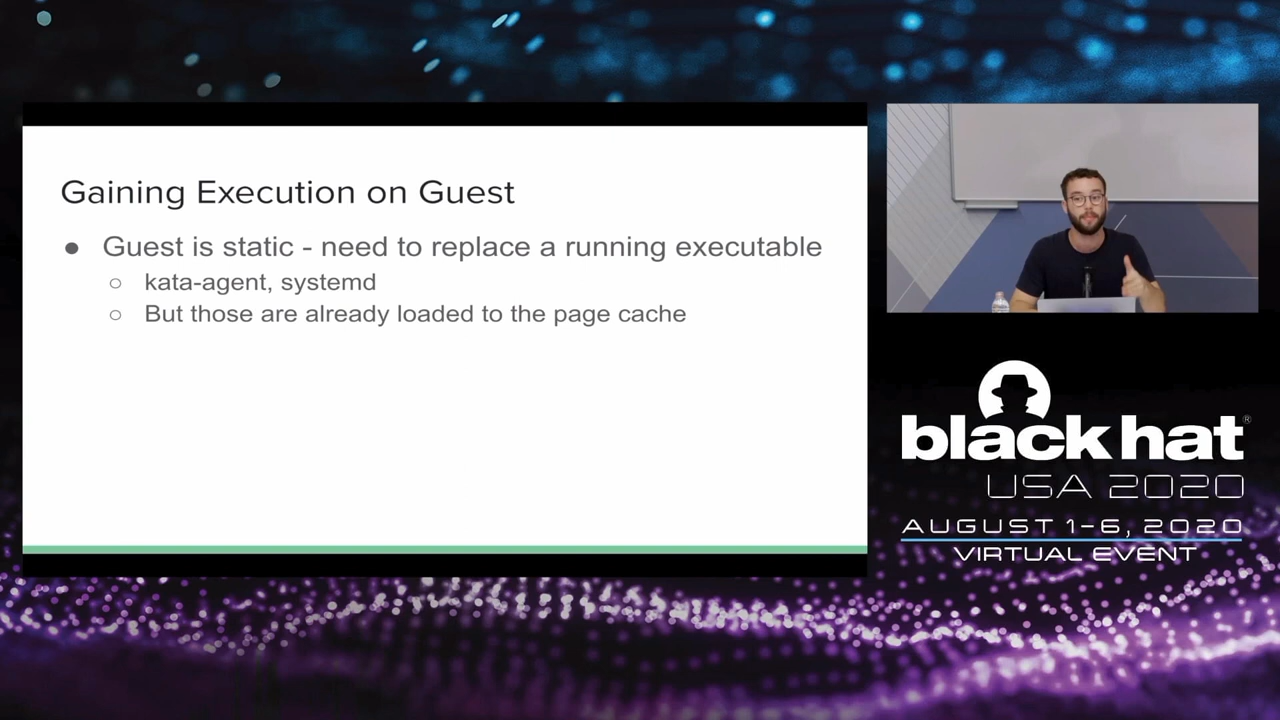 Gaining Execution on Guest
● Guest is static - need to replace a running executable
○ kata-agent, systemd
○ But those are already loaded to the page cache
black hat®
USA 2020
AUGUST 1-6, 2020
VIRTUAL EVENT